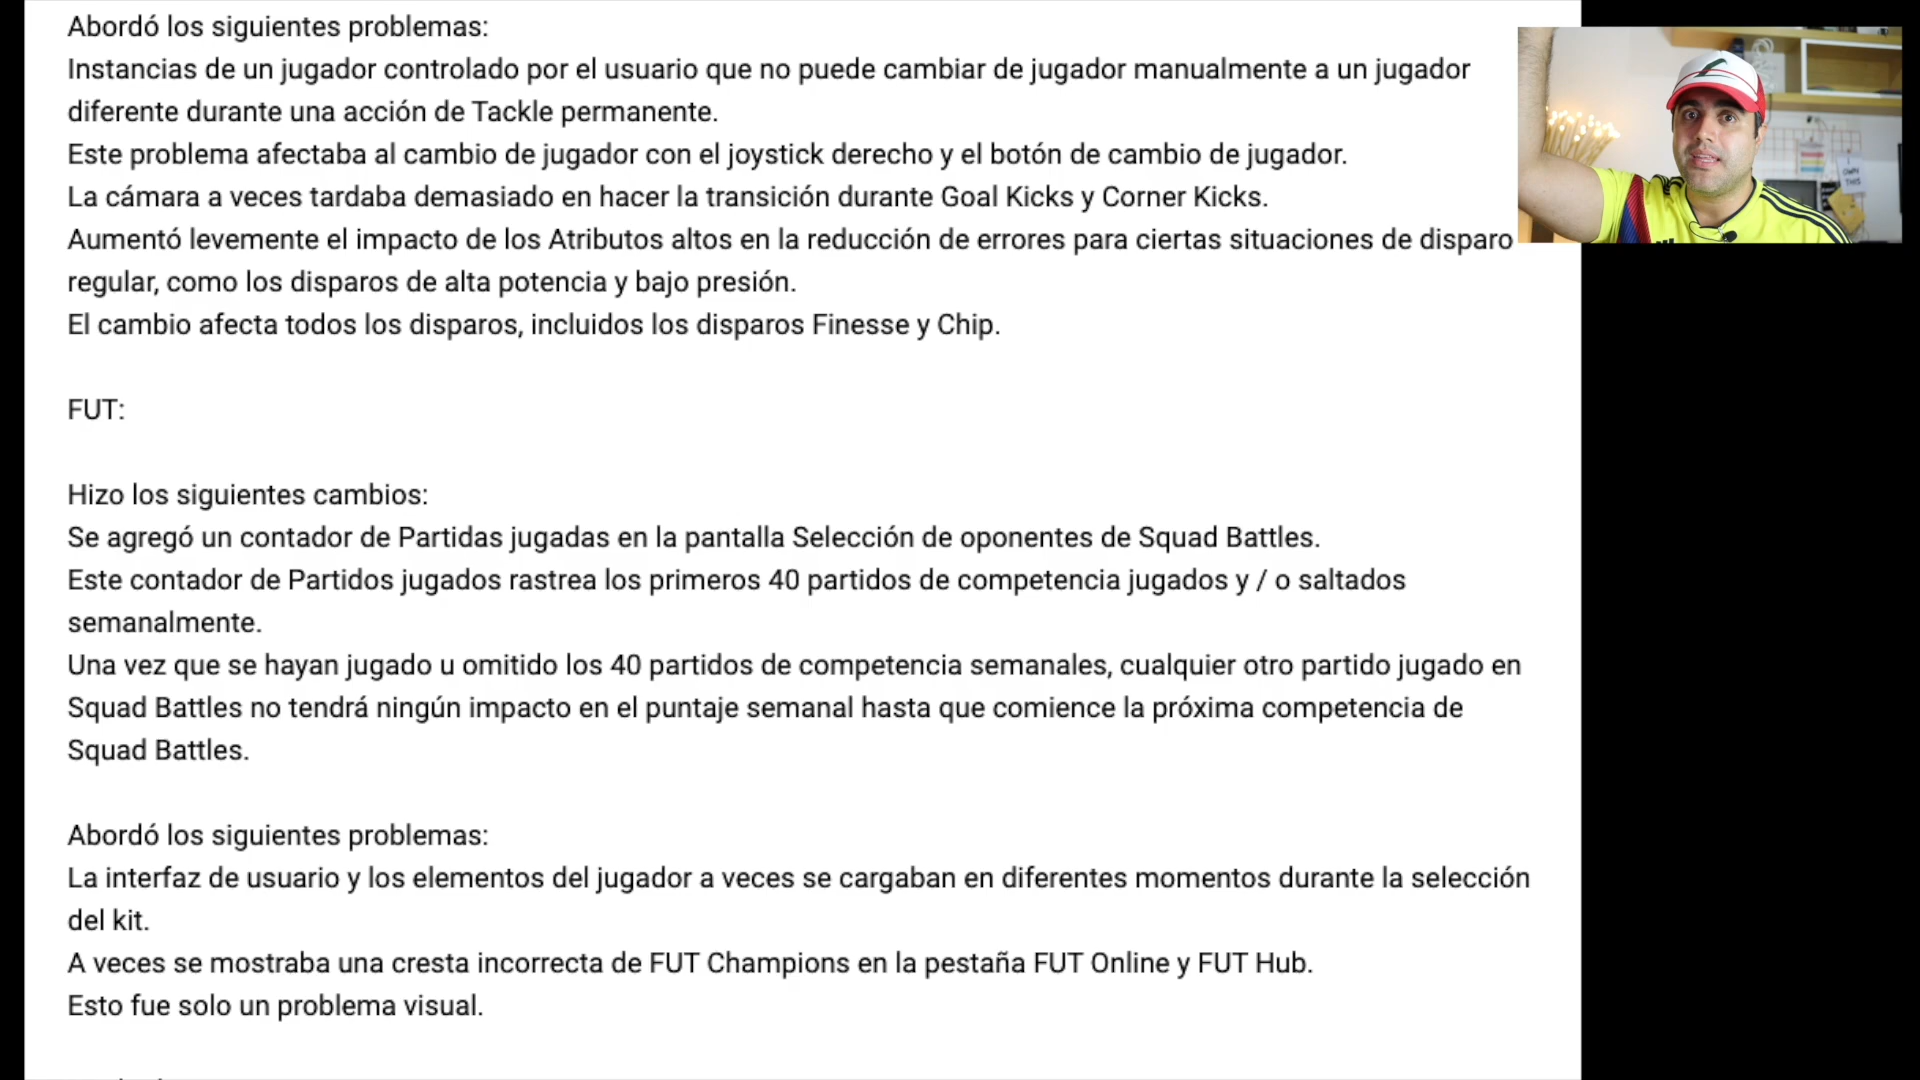 Abordó los siguientes problemas:
Instancias de un jugador controlado por el usuario que no puede cambiar de jugador manualmente a un jugador
diferente durante una acción de Tackle permanente.
Este problema afectaba al cambio de jugador con el joystick derecho y el botón de cambio de jugador.
La cámara a veces tardaba demasiado en hacer la transición durante Goal Kicks y Corner Kicks.
Aumentó levemente el impacto de los Atributos altos en la reducción de errores para ciertas situaciones de disparo
regular, como los disparos de alta potencia y bajo presión.
El cambio afecta todos los disparos, incluidos los disparos Finesse y Chip.
FUT:
Hizo los siguientes cambios:
Se agregó un contador de Partidas jugadas en la pantalla Selección de oponentes de Squad Battles.
Este contador de Partidos jugados rastrea los primeros 40 partidos de competencia jugados y / o saltados
semanalmente.
Una vez que se hayan jugado u omitido los 40 partidos de competencia semanales, cualquier otro partido jugado en
Squad Battles no tendrá ningún impacto en el puntaje semanal hasta que comience la próxima competencia de
Squad Battles.
Abordó los siguientes problemas:
La interfaz de usuario y los elementos del jugador a veces se cargaban en diferentes momentos durante la selección
del kit.
A veces se mostraba una cresta incorrecta de FUT Champions en la pestaña FUT Online y FUT Hub.
Esto fue solo un problema visual.
I
OWN
THIS